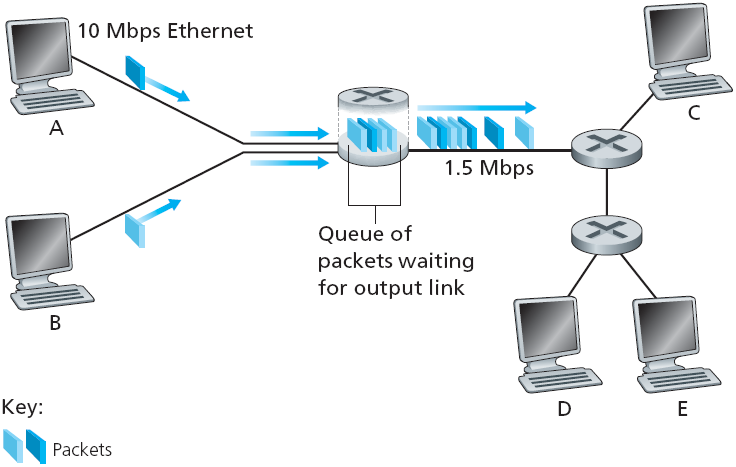 10 Mbps Ethernet
A
C
1.5 Mbps
Queue of
packets waiting
for output link
B
D
E
Key:
Packets